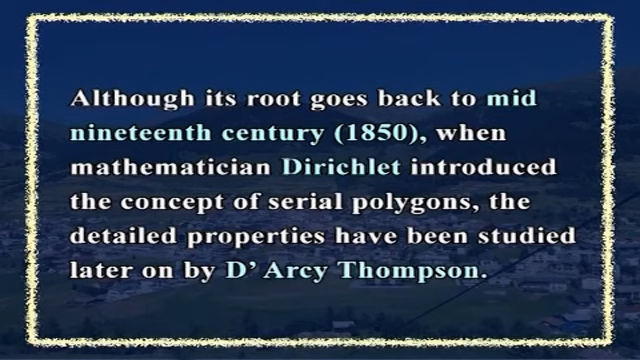 Although its root goes back to mid
nineteenth century (1850), when
mathematician Dirichlet introduced
the concept of serial polygons, the
detailed properties have been studied
later on by D' Arcy Thompson.